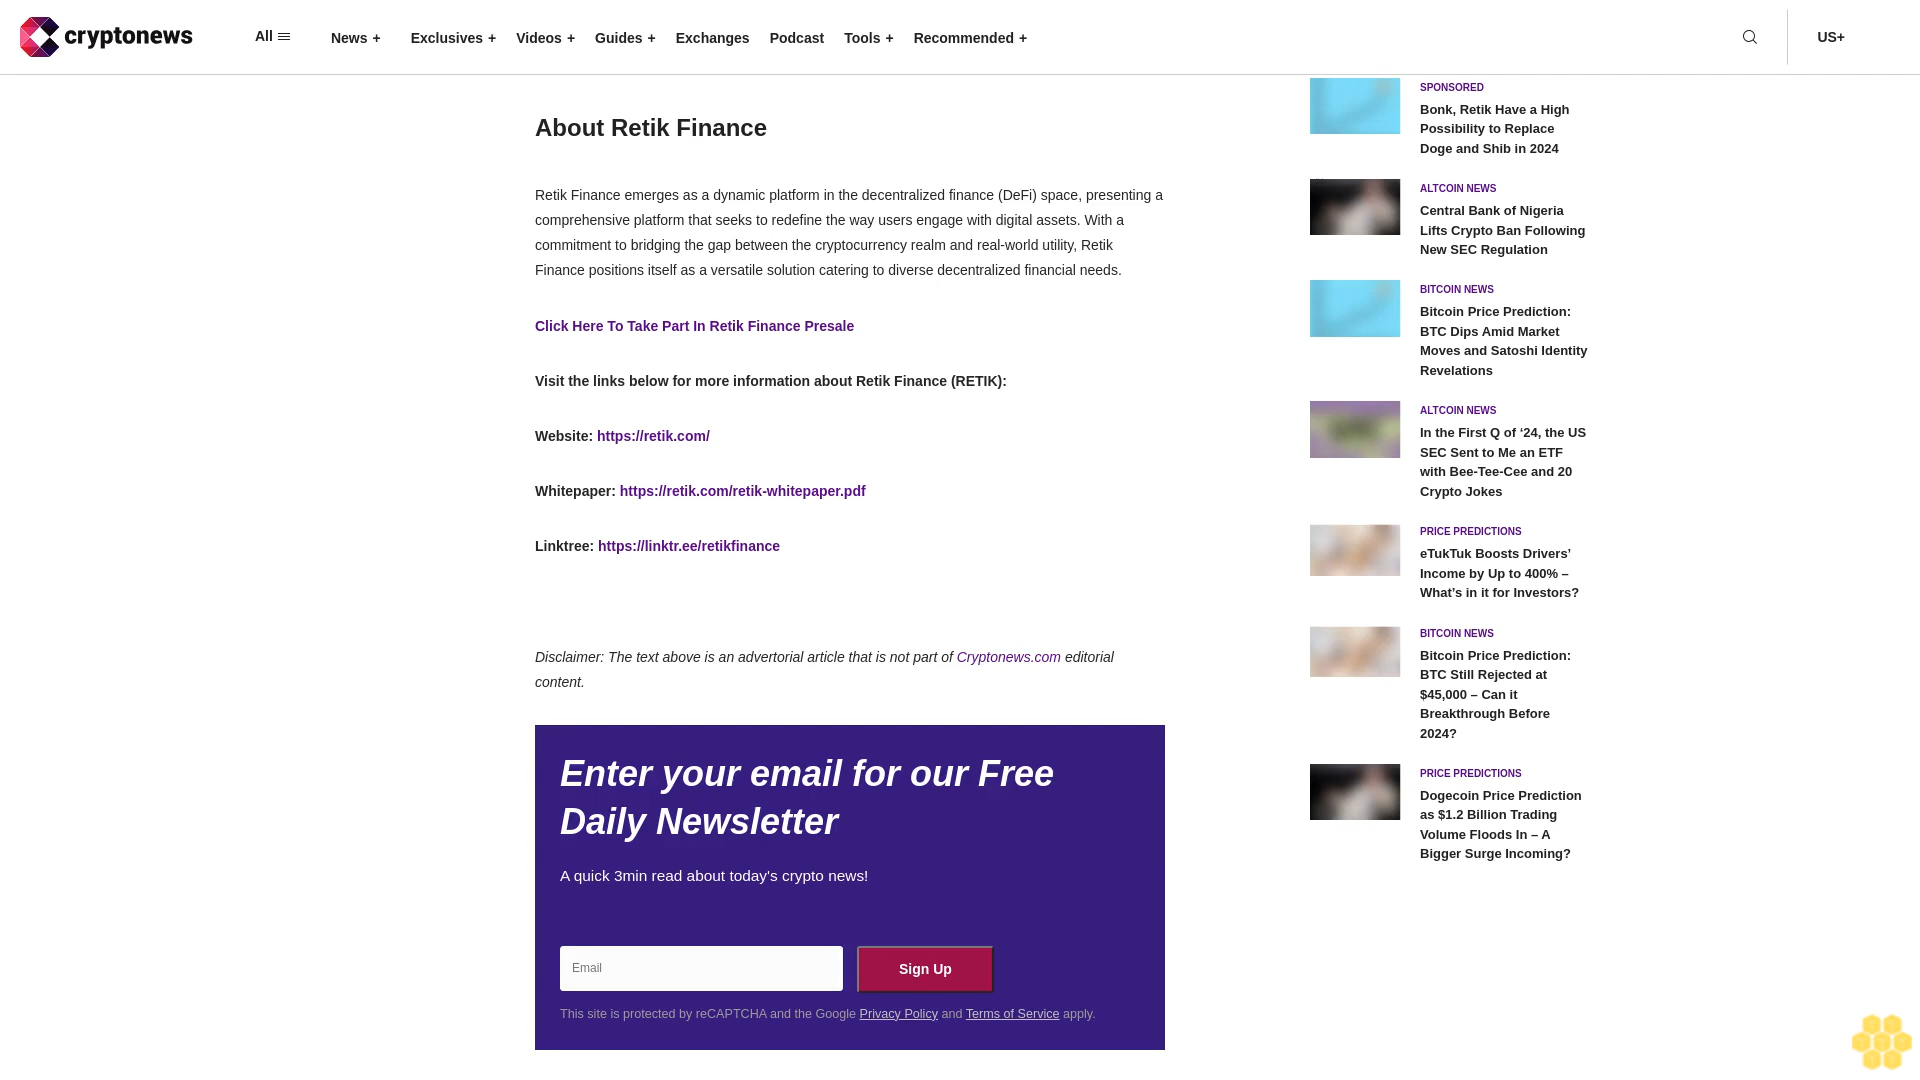 cryptonews
All
News +
Exclusives +
Videos +
Guides +
Exchanges
Podcast
Tools +
Recommended +
US+
About Retik Finance
Retik Finance emerges as a dynamic platform in the decentralized finance (DeFi) space, presenting a
comprehensive platform that seeks to redefine the way users engage with digital assets. With a
commitment to bridging the gap between the cryptocurrency realm and real-world utility, Retik
Finance positions itself as a versatile solution catering to diverse decentralized financial needs.
Click Here To Take Part In Retik Finance Presale
Visit the links below for more information about Retik Finance (RETIK):
Website: https://retik.com/
Whitepaper: https://retik.com/retik-whitepaper.pdf
Linktree: https://linktr.ee/retikfinance
Disclaimer: The text above is an advertorial article that is not part of Cryptonews.com editorial
content.
Enter your email for our Free
Daily Newsletter
A quick 3min read about today's crypto news!
Email
Sign Up
This site is protected by reCAPTCHA and the Google Privacy Policy and Terms of Service apply.
SPONSORED
Bonk, Retik Have a High
Possibility to Replace
Doge and Shib in 2024
ALTCOIN NEWS
Central Bank of Nigeria
Lifts Crypto Ban Following
New SEC Regulation
BITCOIN NEWS
Bitcoin Price Prediction:
BTC Dips Amid Market
Moves and Satoshi Identity
Revelations
ALTCOIN NEWS
In the First Q of ‘24, the US
SEC Sent to Me an ETF
with Bee-Tee-Cee and 20
Crypto Jokes
PRICE PREDICTIONS
eTukTuk Boosts Drivers’
Income by Up to 400% –
What’s in it for Investors?
BITCOIN NEWS
Bitcoin Price Prediction:
BTC Still Rejected at
$45,000 – Can it
Breakthrough Before
2024?
PRICE PREDICTIONS
Dogecoin Price Prediction
as $1.2 Billion Trading
Volume Floods In – A
Bigger Surge Incoming?